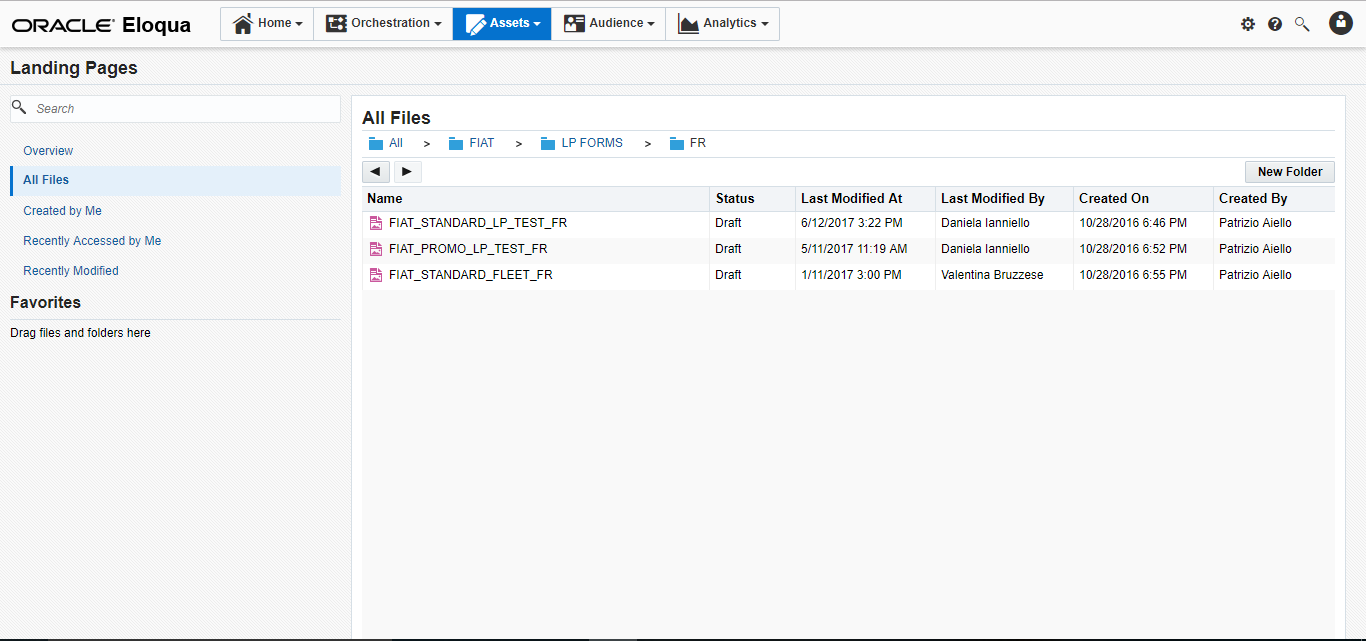 ORACLE Eloqua Home Orchestration Assets Audience Analytics
Landing Pages
Search
Overview
All Files
Created by Me
Recently Accessed by Me
Recently Modified
Favorites
Drag files and folders here
All Files
All > FIAT > LP FORMS > FR
New Folder
Name Status Last Modified At Last Modified By Created On Created By
FIAT_STANDARD_LP_TEST_FR Draft 6/12/2017 3:22 PM Daniela Ianniello 10/28/2016 6:46 PM Patrizio Aiello
FIAT_PROMO_LP_TEST_FR Draft 5/11/2017 11:19 AM Daniela Ianniello 10/28/2016 6:52 PM Patrizio Aiello
FIAT_STANDARD_FLEET_FR Draft 1/11/2017 3:00 PM Valentina Bruzzese 10/28/2016 6:55 PM Patrizio Aiello